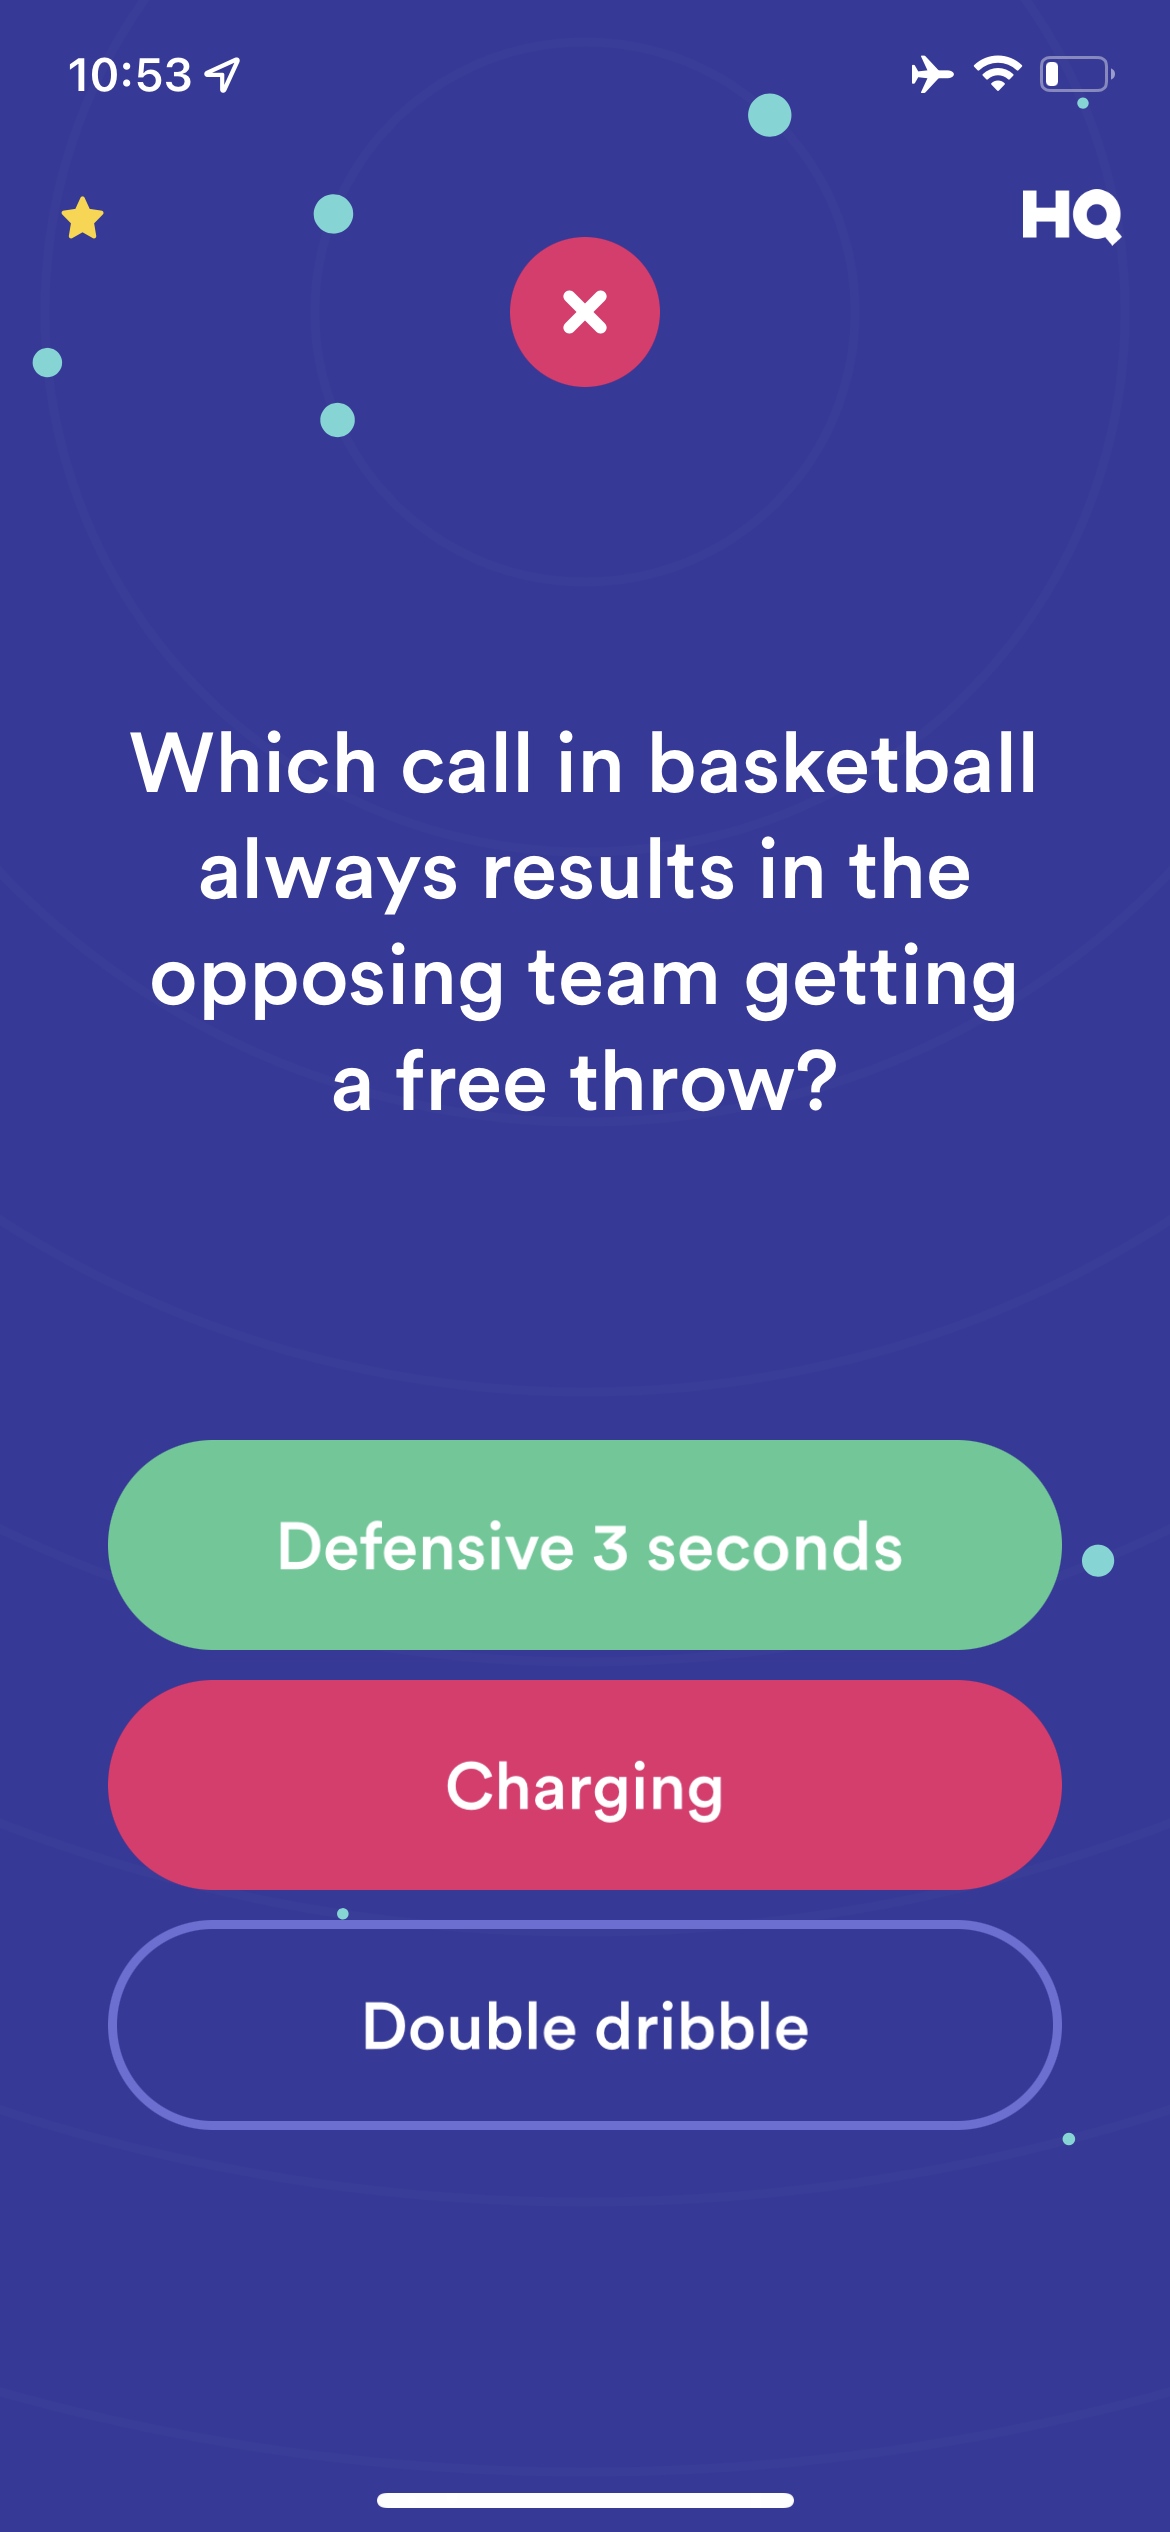 10:53
HQ
Which call in basketball
always results in the
opposing team getting
a free throw?
Defensive 3 seconds
Charging
Double dribble